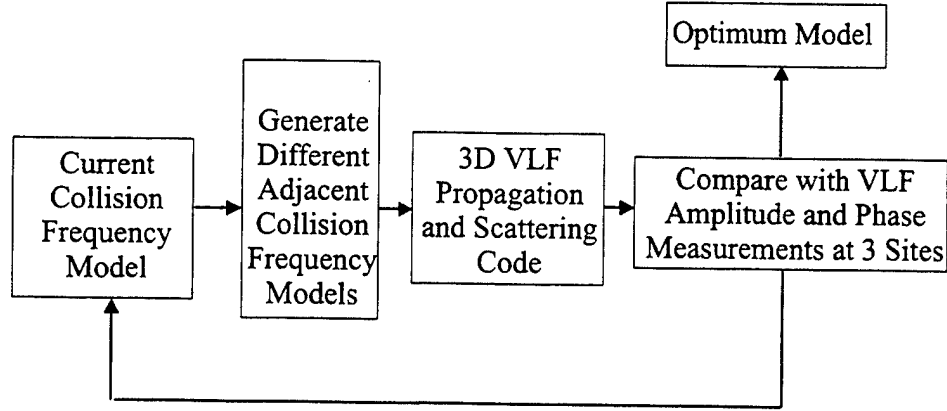 Optimum Model
Current
Collision
Frequency
Model
Generate
Different
Adjacent
Collision
Frequency
Models
3D VLF
Propagation
and Scattering
Code
Compare with VLF
Amplitude and Phase
Measurements at 3 Sites